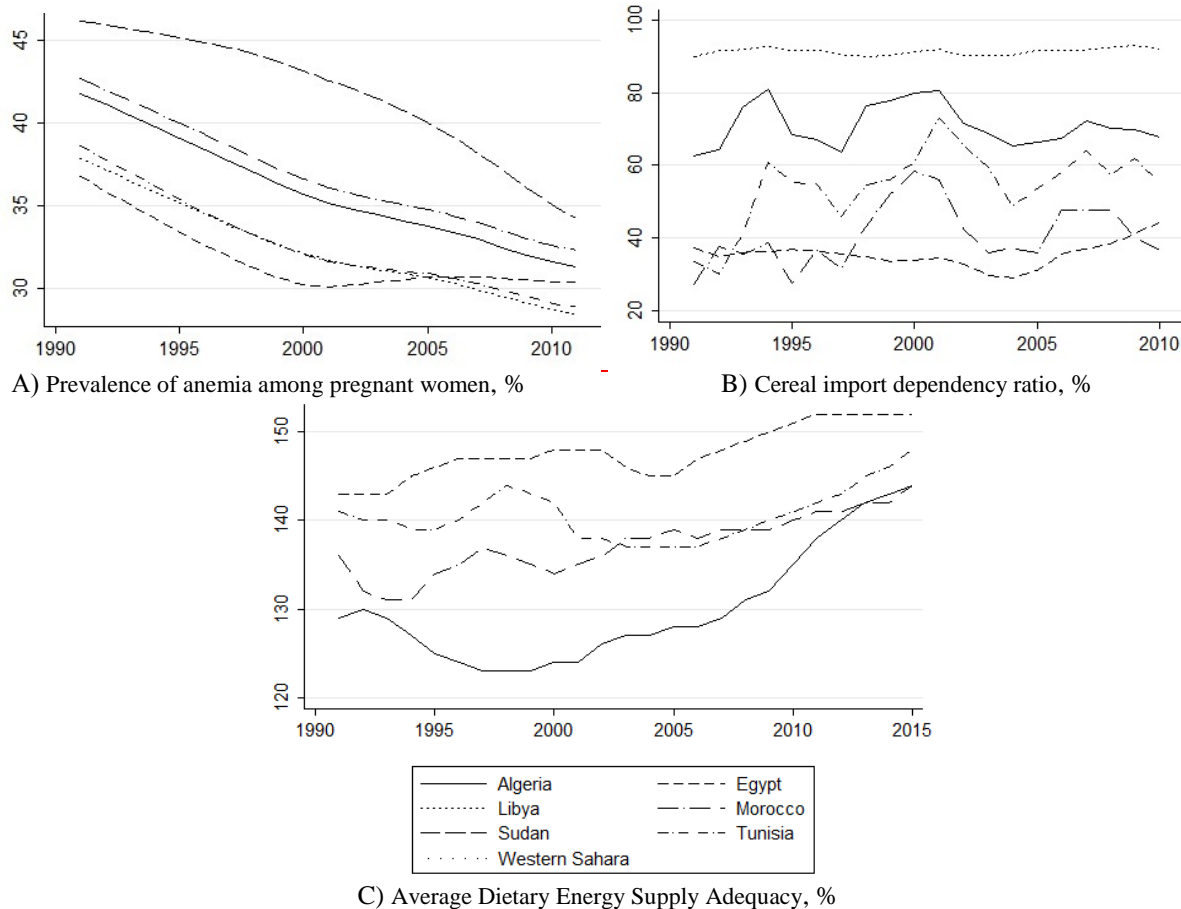 45
40
35
30
1990 1995 2000 2005 2010
100
80
60
40
20
1990 1995 2000 2005 2010
A) Prevalence of anemia among pregnant women, %
B) Cereal import dependency ratio, %
150
140
130
120
1990 1995 2000 2005 2010 2015
Algeria Egypt
Libya Morocco
Sudan Tunisia
Western Sahara
C) Average Dietary Energy Supply Adequacy, %